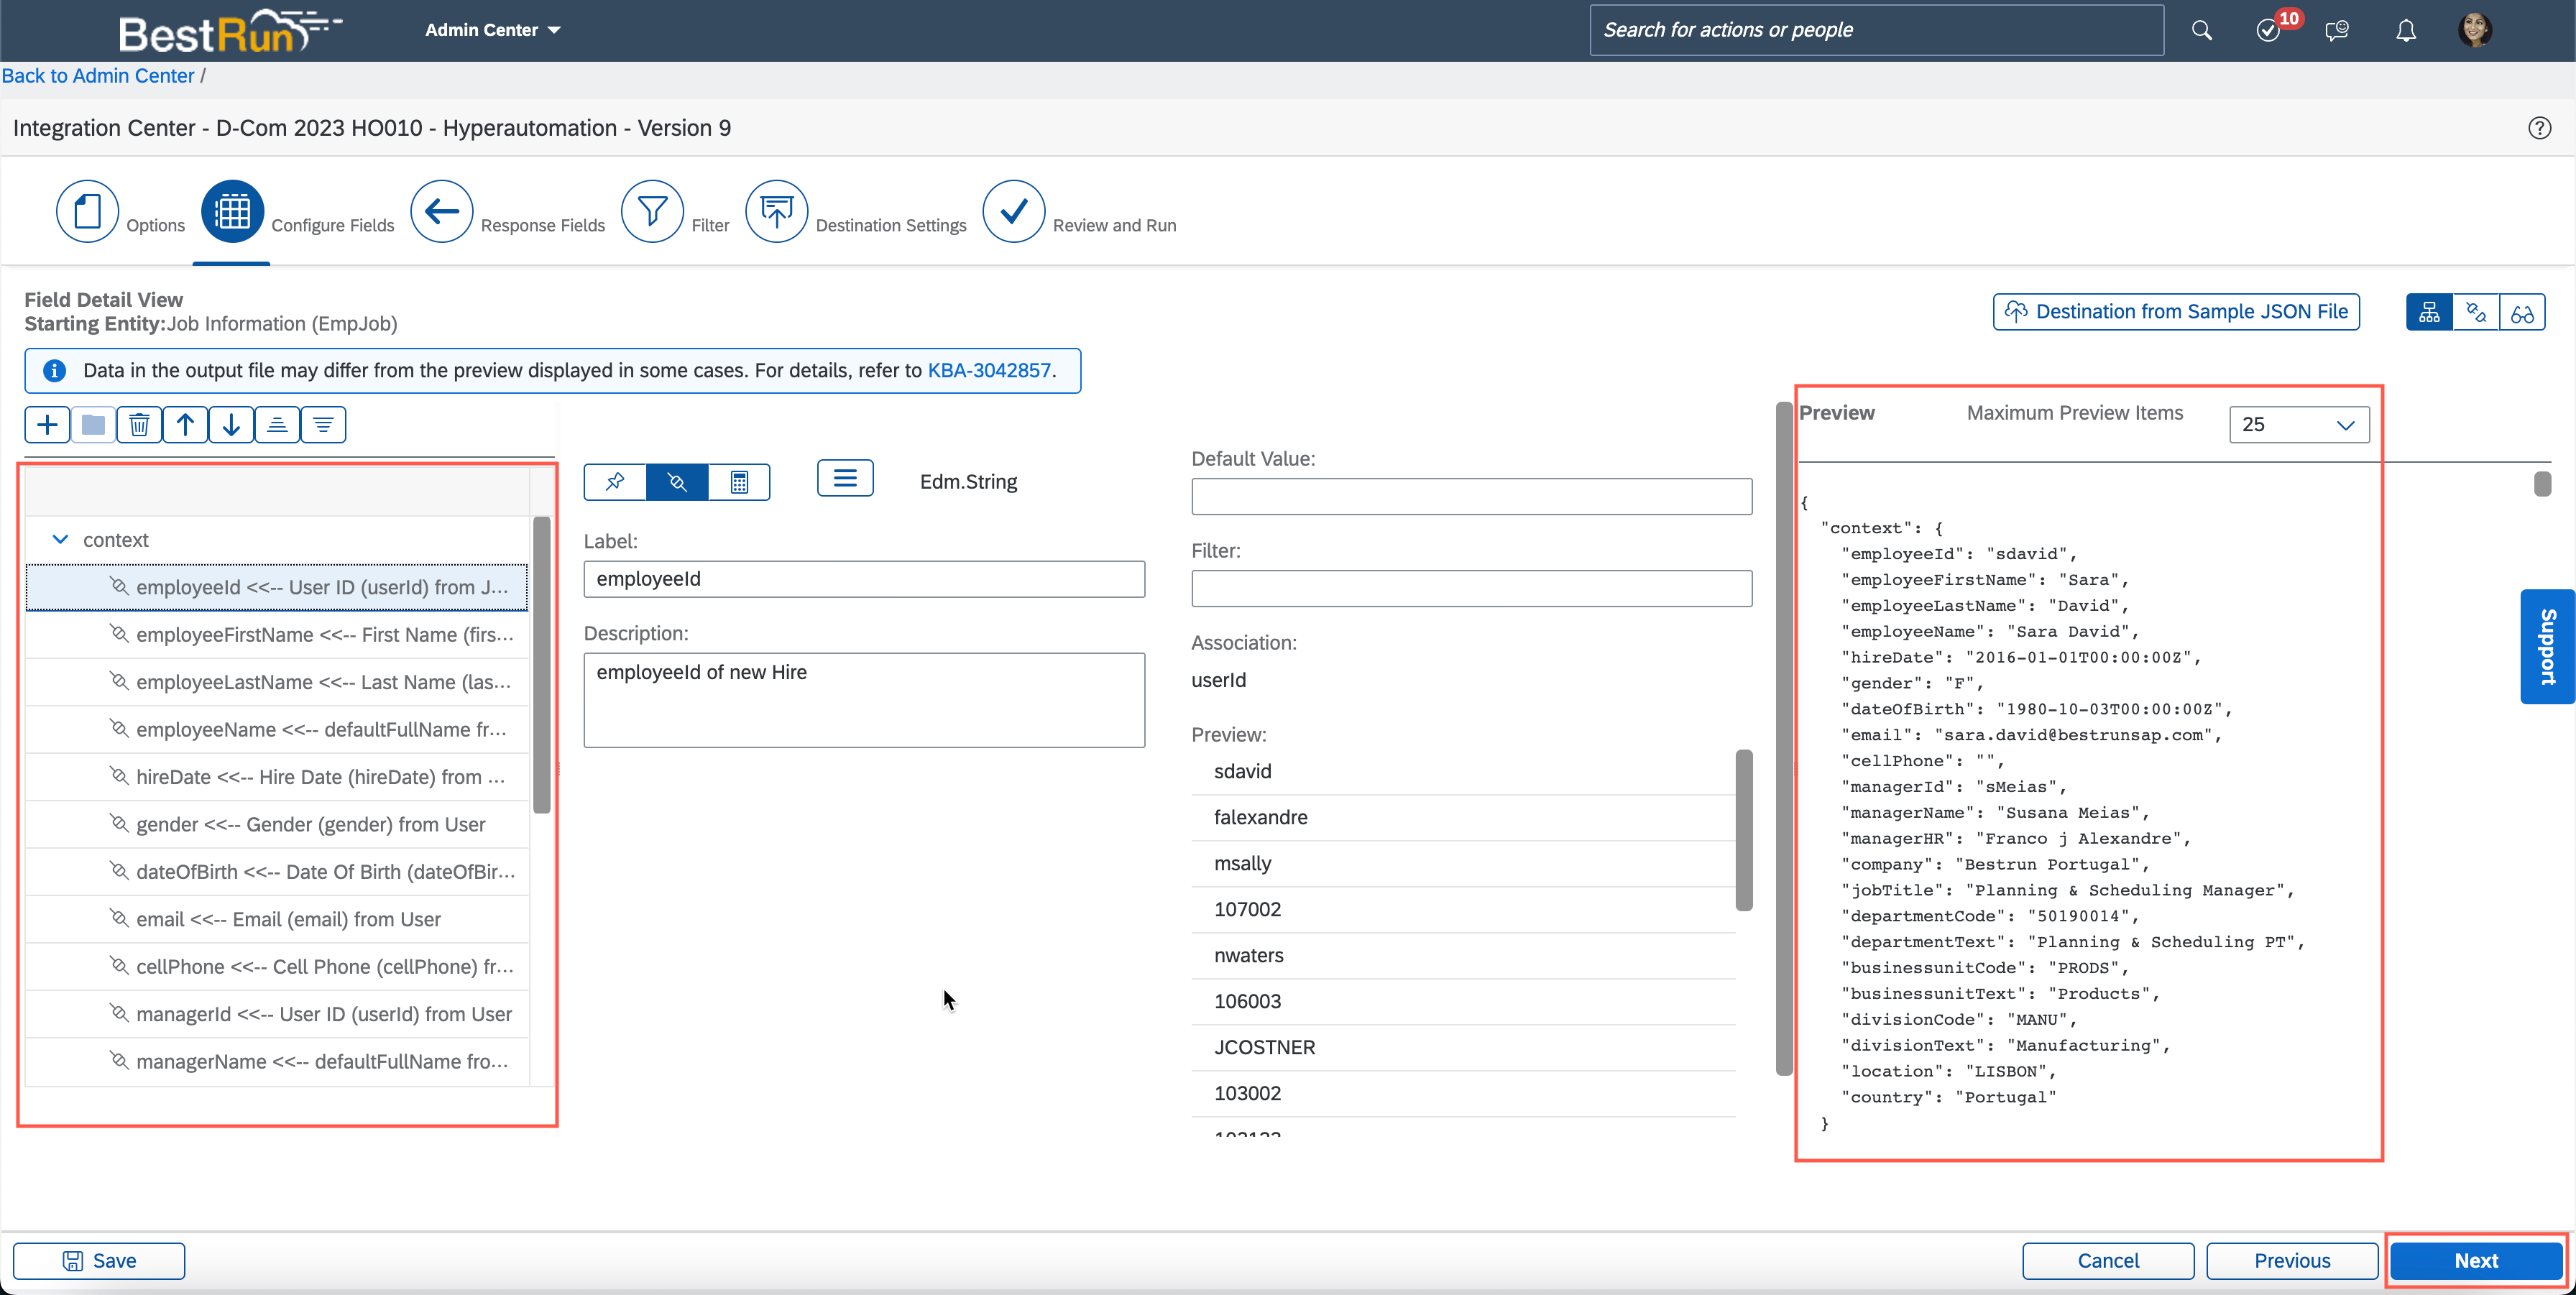 BestRun
Admin Center
Search for actions or people
10
Back to Admin Center /
Integration Center - D-Com 2023 HO010 - Hyperautomation - Version 9
Options
Configure Fields
Response Fields
Filter
Destination Settings
Review and Run
Field Detail View
Starting Entity:Job Information (EmpJob)
Destination from Sample JSON File
Data in the output file may differ from the preview displayed in some cases. For details, refer to KBA-3042857.
context
employeeId <<-- User ID (userId) from J...
employeeFirstName <<-- First Name (firs...
employeeLastName <<-- Last Name (las...
employeeName <<-- defaultFullName fr...
hireDate <<-- Hire Date (hireDate) from ...
gender <<-- Gender (gender) from User
dateOfBirth <<-- Date Of Birth (dateOfBir...
email <<-- Email (email) from User
cellPhone <<-- Cell Phone (cellPhone) fr...
managerId <<-- User ID (userId) from User
managerName <<-- defaultFullName fro...
Edm.String
Label:
employeeId
Description:
employeeId of new Hire
Default Value:
Filter:
Association:
userId
Preview:
sdavid
falexandre
msally
107002
nwaters
106003
JCOSTNER
103002
Preview
Maximum Preview Items
25
{
"context": {
"employeeId": "sdavid",
"employeeFirstName": "Sara",
"employeeLastName": "David",
"employeeName": "Sara David",
"hireDate": "2016-01-01T00:00:00Z",
"gender": "F",
"dateOfBirth": "1980-10-03T00:00:00Z",
"email": "sara.david@bestrunsap.com",
"cellPhone": "",
"managerId": "sMeias",
"managerName": "Susana Meias",
"managerHR": "Franco j Alexandre",
"company": "Bestrun Portugal",
"jobTitle": "Planning & Scheduling Manager",
"departmentCode": "50190014",
"departmentText": "Planning & Scheduling PT",
"businessunitCode": "PRODS",
"businessunitText": "Products",
"divisionCode": "MANU",
"divisionText": "Manufacturing",
"location": "LISBON",
"country": "Portugal"
}
Support
Save
Cancel
Previous
Next